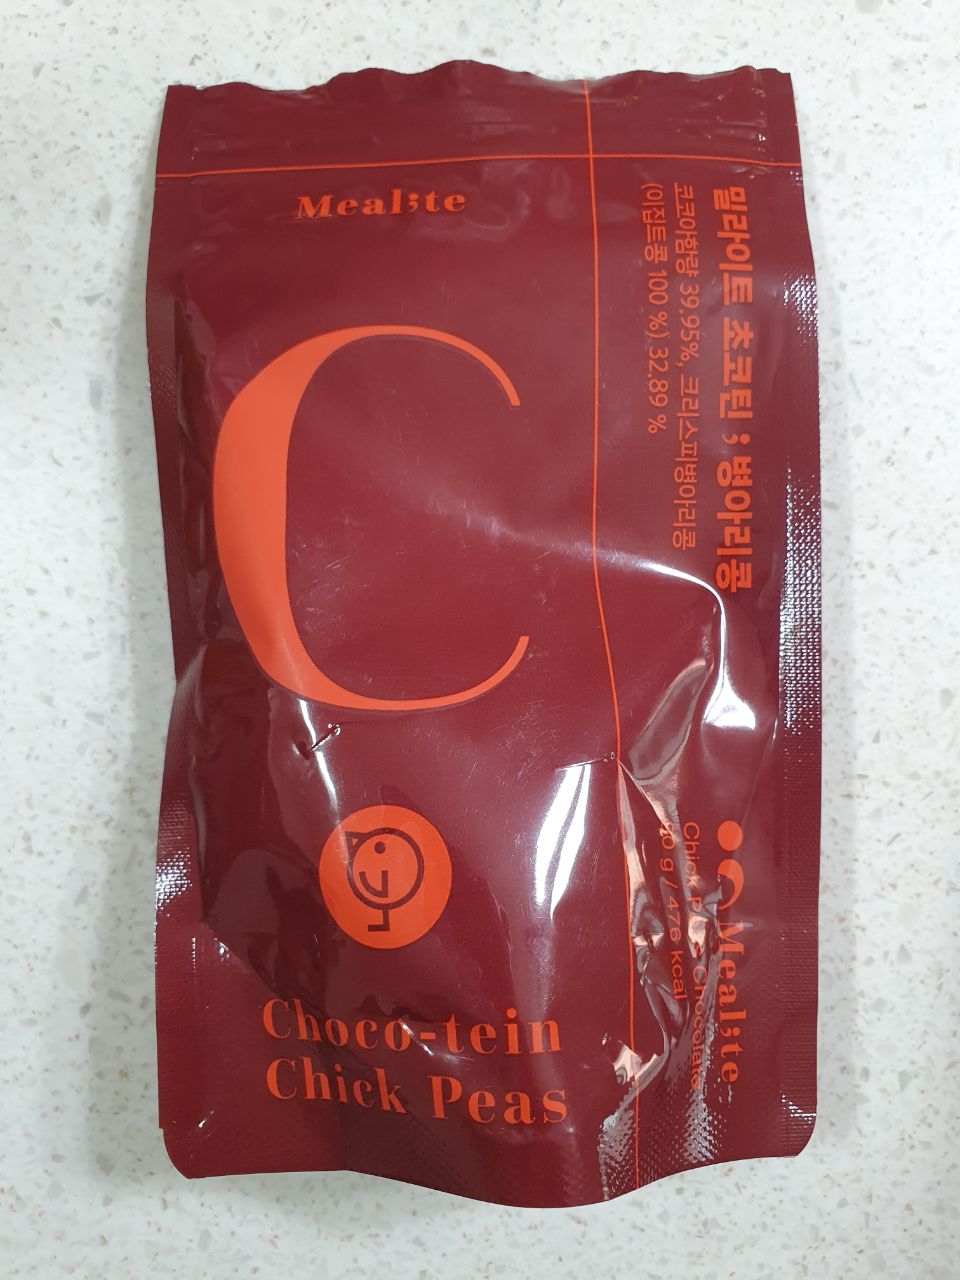 Meal;te
밀라이트 초코틴 ; 병아리콩
코코아함량 39.95%, 크리스피병아리콩
(이집트콩 100 %) 32.89 %
C
Meal;te
Chick Chocolate
g / 476 kcal
Choco-tein
Chick Peas